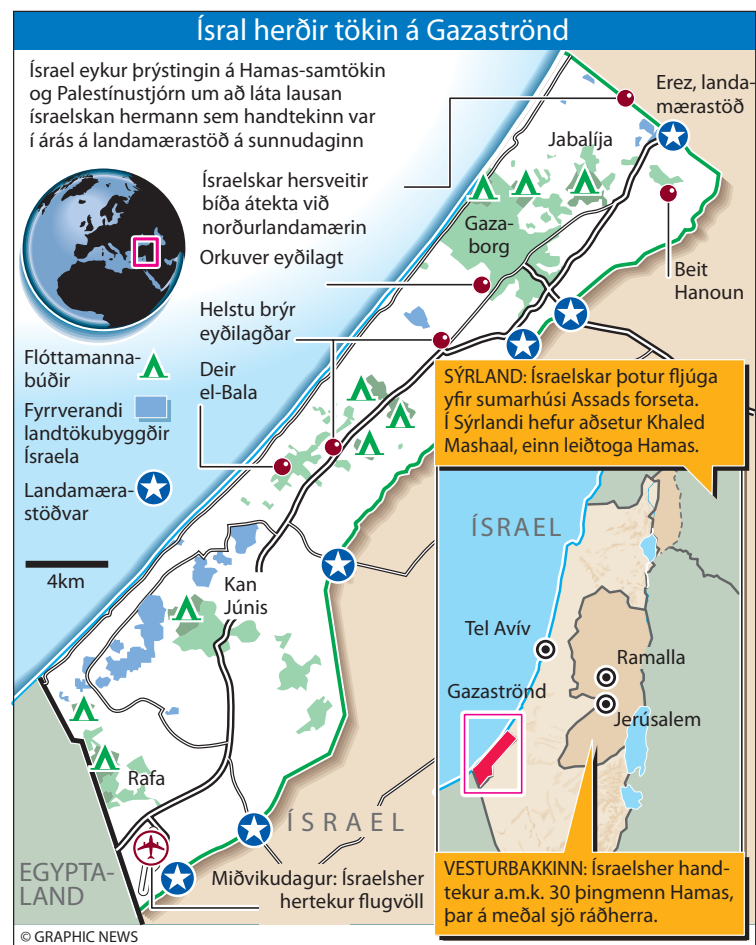 Ísral herðir tökin á Gazaströnd
Ísrael eykur þrýstingin á Hamas-samtökin
og Palestínustjórn um að láta lausan
ísraelskan hermann sem handtekinn var
í árás á landamærastöð á sunnudaginn
Erez, landa-
mærastöð
Jabalíja
Ísraelskar hersveitir
bíða átekta við
norðurlandamærin
Gaza-
borg
Orkuver eyðilagt
Beit
Hanoun
Helstu brýr
eyðilagðar
Flóttamanna-
búðir
Deir
el-Bala
Fyrrverandi
landtökubyggðir
Ísraela
Landamæra-
stöðvar
4km
SÝRLAND: Ísraelskar þotur fljúga
yfir sumarhúsi Assads forseta.
Í Sýrlandi hefur aðsetur Khaled
Mashaal, einn leiðtoga Hamas.
ÍSRAEL
Kan
Júnis
Tel Avív
Ramalla
Gazaströnd
Jerúsalem
Rafa
ÍSRAEL
EGYPTA-
LAND
Miðvikudagur: Ísraelsher
hertekur flugvöll
VESTURBAKKINN: Ísraelsher hand-
tekur a.m.k. 30 þingmenn Hamas,
þar á meðal sjö ráðherra.
© GRAPHIC NEWS